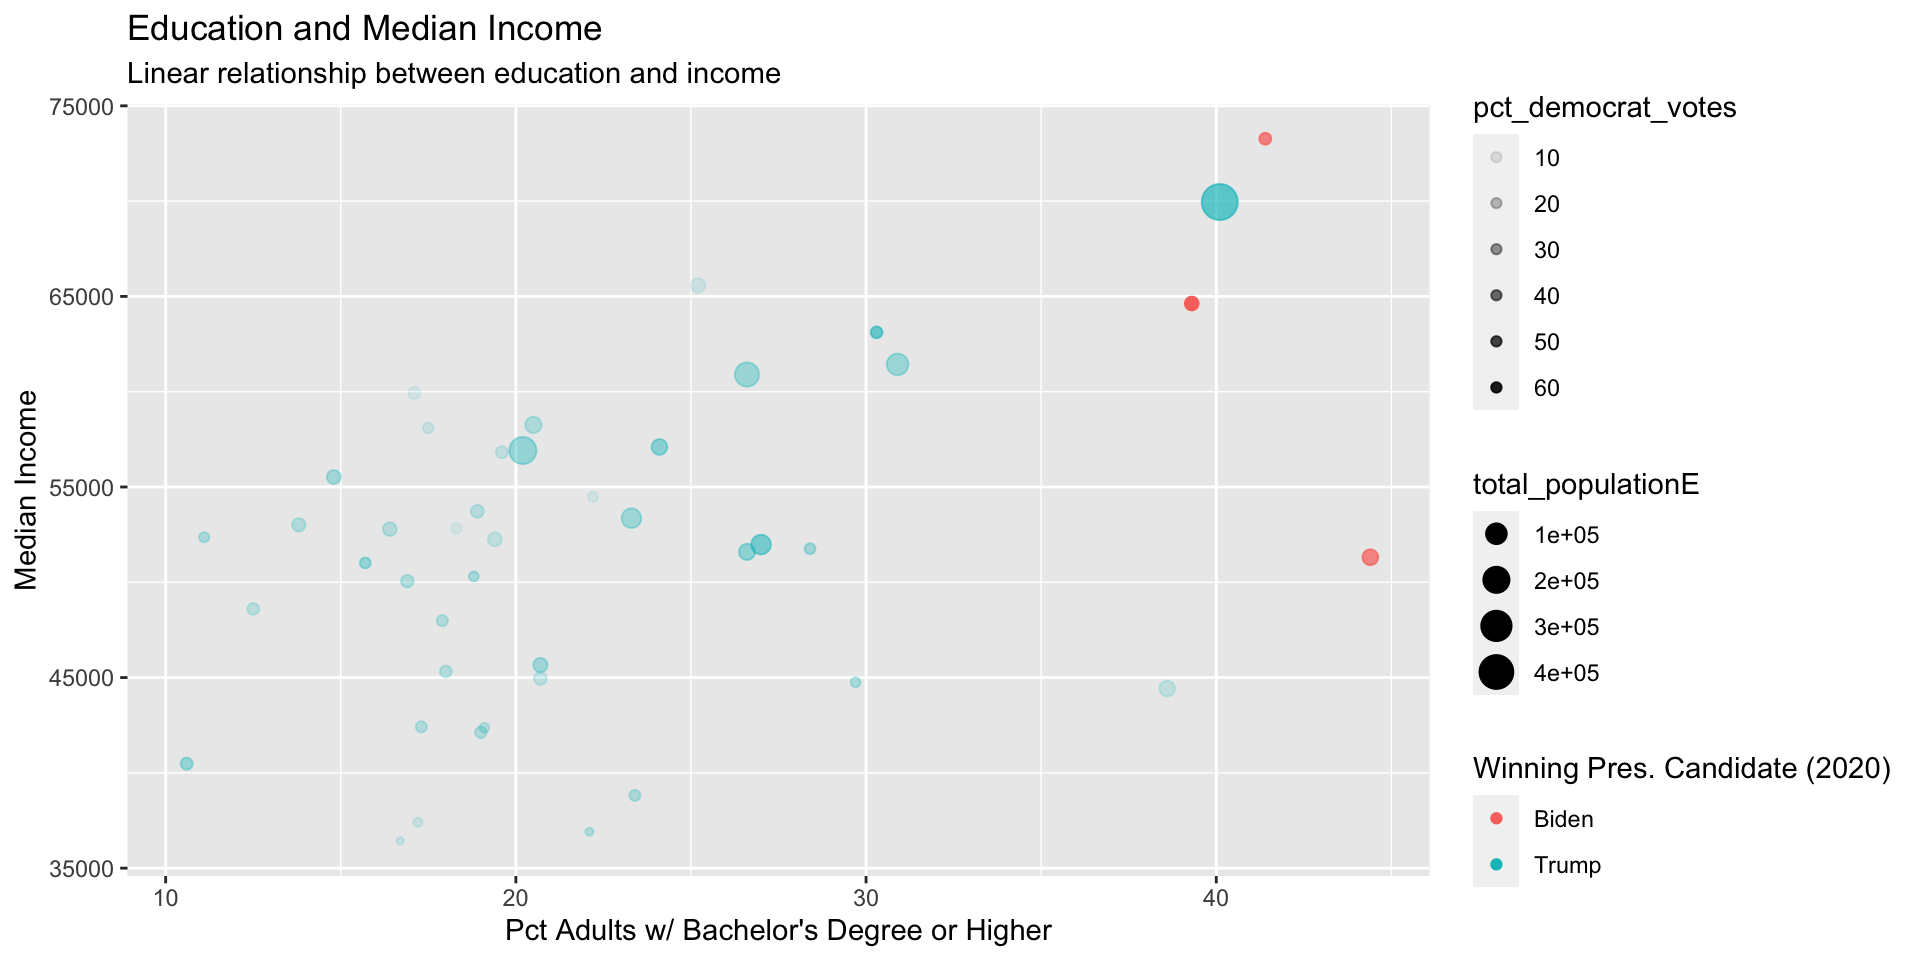 Education and Median Income
Linear relationship between education and income
75000
65000
55000
45000
35000
Median Income
10
20
30
40
Pct Adults w/ Bachelor's Degree or Higher
pct_democrat_votes
10
20
30
40
50
60
total_populationE
1e+05
2e+05
3e+05
4e+05
Winning Pres. Candidate (2020)
Biden
Trump